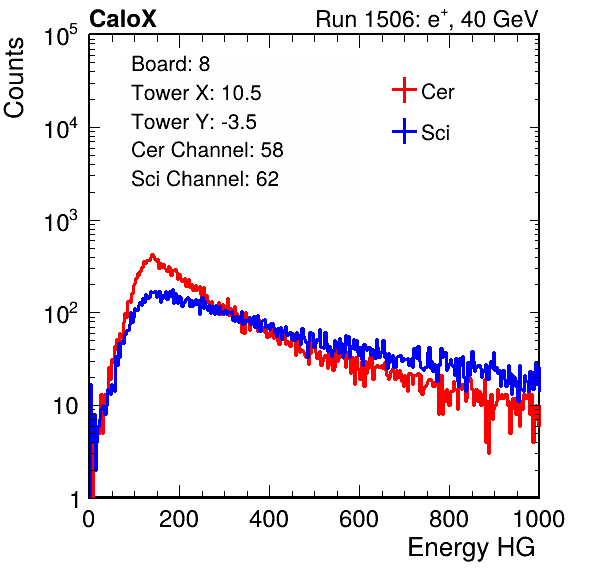 CaloX Run 1506: e+, 40 GeV
Board: 8
Tower X: 10.5
Tower Y: -3.5
Cer Channel: 58
Sci Channel: 62
Cer
Sci
Counts
10^5
10^4
10^3
10^2
10
1
0 200 400 600 800 1000
Energy HG